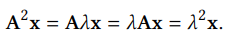 A²x = Aλx = λAx = λ²x.